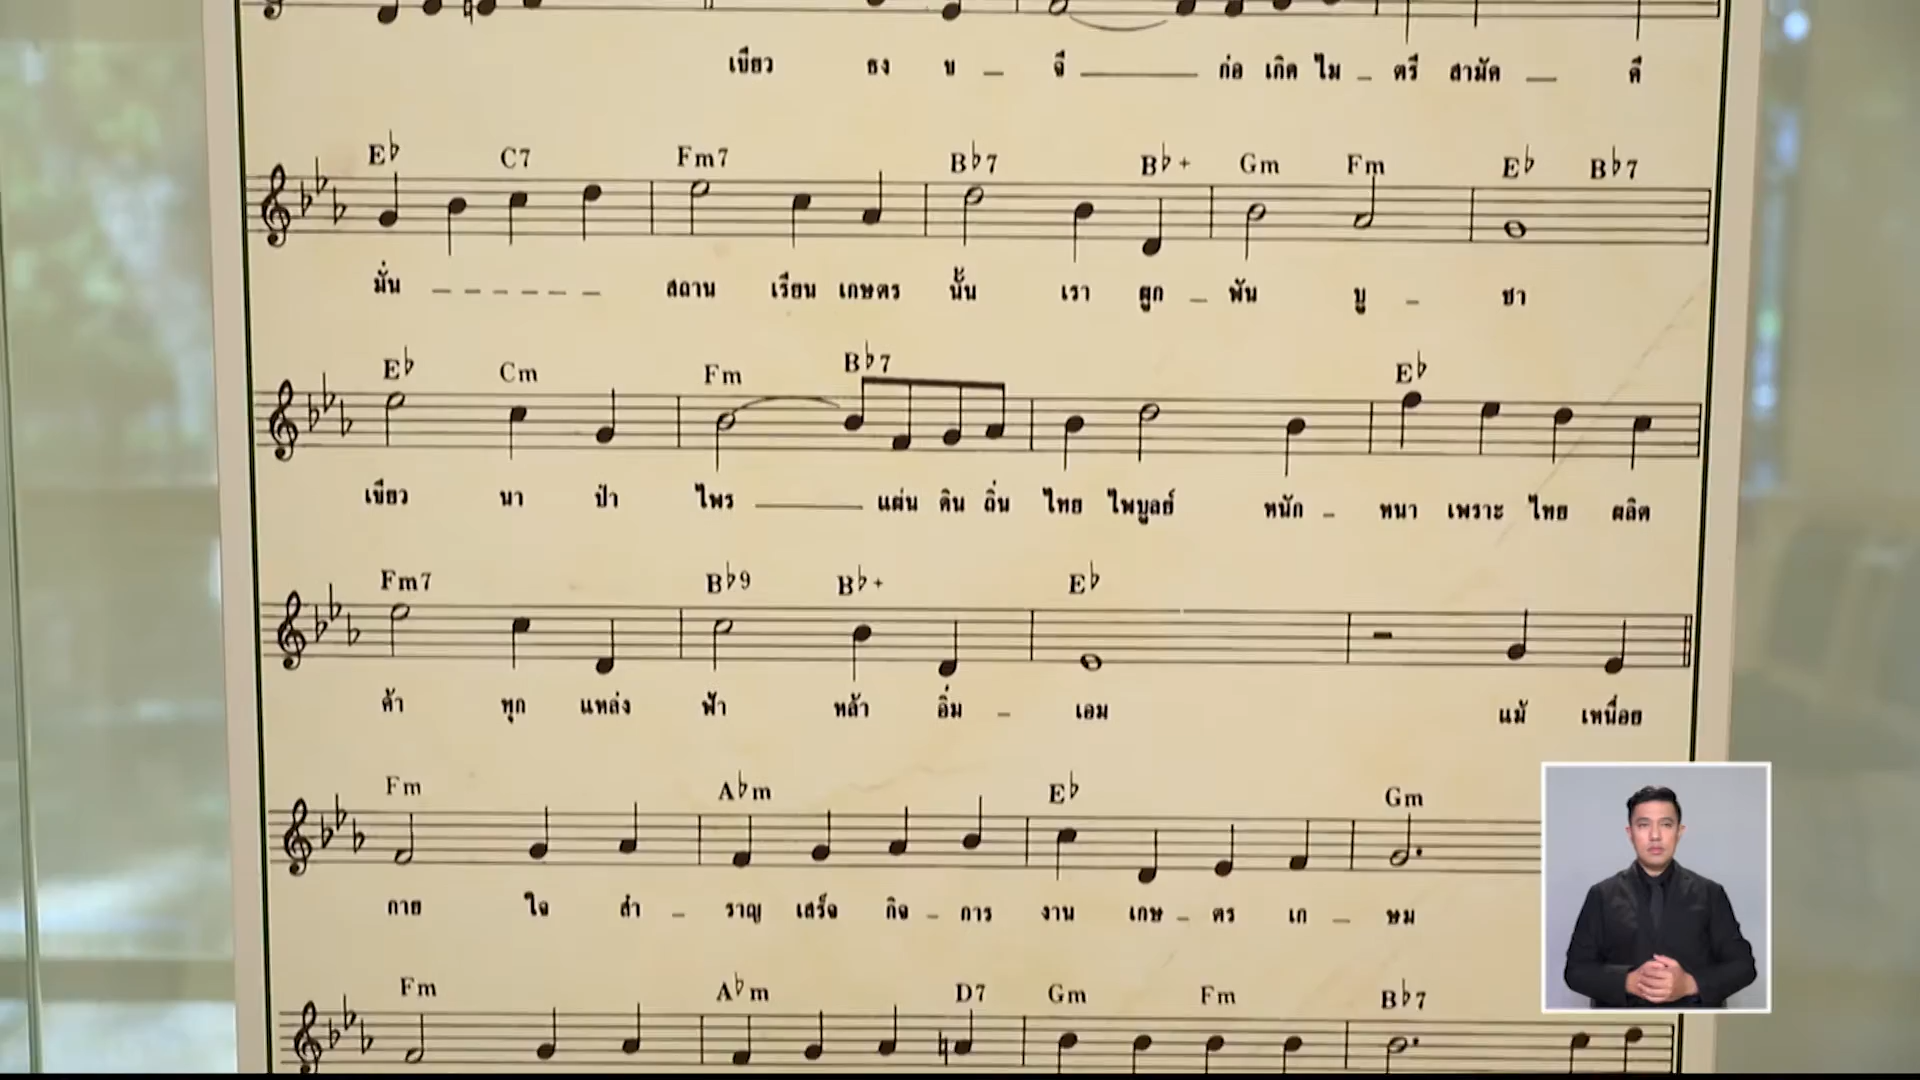 เขียว ธง ข – จี ——— ก่อ เกิด ไม – ตรี สามัค — คี
E♭ C7 Fm7 B♭7 B♭+ Gm Fm E♭ B♭7
มั่น – – – – – – สถาน เรียน เกษตร นั้น เรา ผูก – พัน บู – ชา
E♭ Cm Fm B♭7 E♭
เขียว นา ป่า ไพร ——— แผ่น ดิน ถิ่น ไทย ไพบูลย์ หนัก – หนา เพราะ ไทย ผลิต
Fm7 B♭9 B♭+ E♭
ค้า ทุก แหล่ง ฟ้า หล้า อิ่ม – เอม แม้ เหนื่อย
Fm A♭m E♭ Gm
กาย ใจ สำ – ราญ เสร็จ กิจ – การ งาน เกษ – ตร เก – ษม
Fm A♭m D7 Gm Fm B♭7